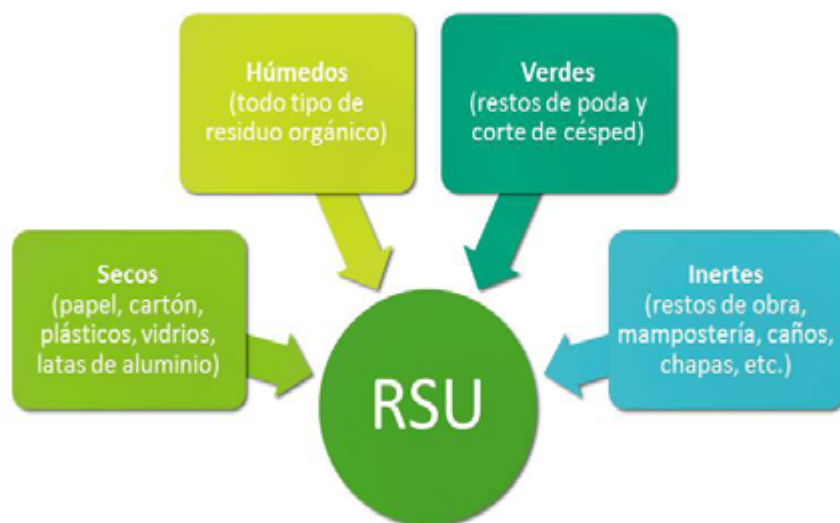 Húmedos
(todo tipo de
residuo orgánico)
Verdes
(restos de poda y
corte de césped)
Secos
(papel, cartón,
plásticos, vidrios,
latas de aluminio)
Inertes
(restos de obra,
mampostería, caños,
chapas, etc.)
RSU